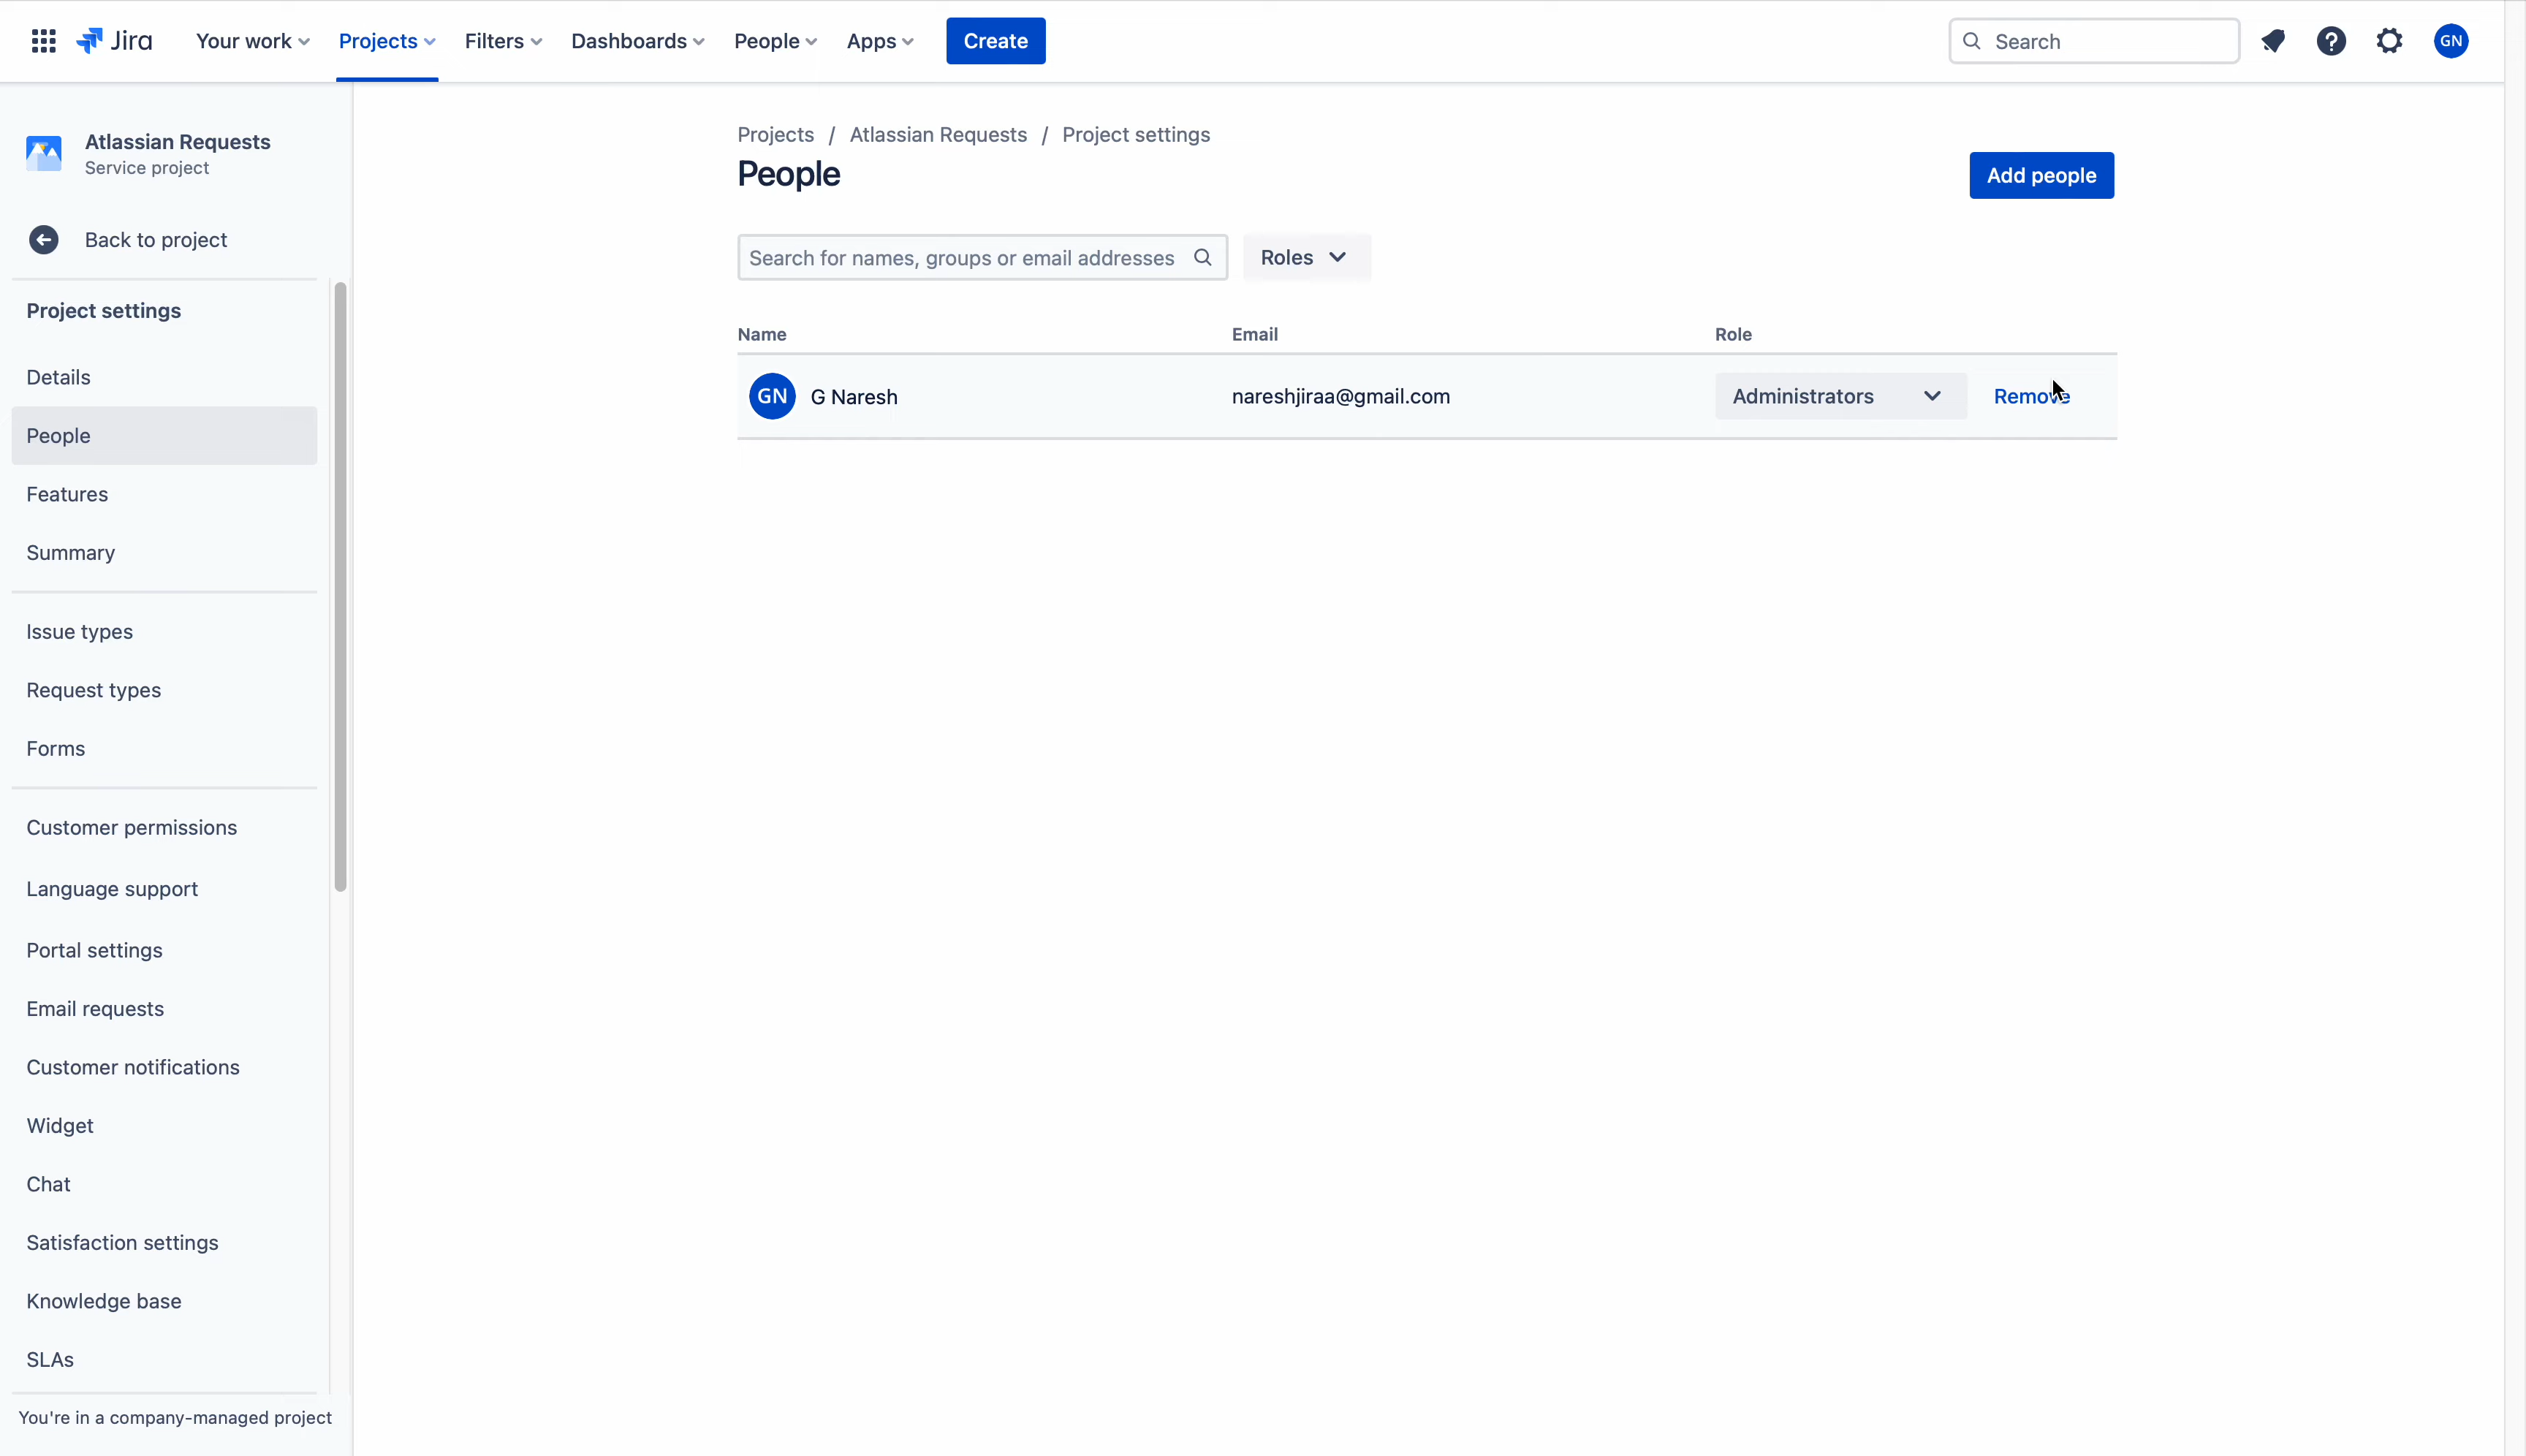 Jira
Your work
Projects
Filters
Dashboards
People
Apps
Create
Search
GN
Atlassian Requests
Service project
Back to project
Project settings
Details
People
Features
Summary
Issue types
Request types
Forms
Customer permissions
Language support
Portal settings
Email requests
Customer notifications
Widget
Chat
Satisfaction settings
Knowledge base
SLAs
You're in a company-managed project
Projects / Atlassian Requests / Project settings
People
Add people
Search for names, groups or email addresses
Roles
Name Email Role
GN G Naresh nareshjiraa@gmail.com Administrators Remove